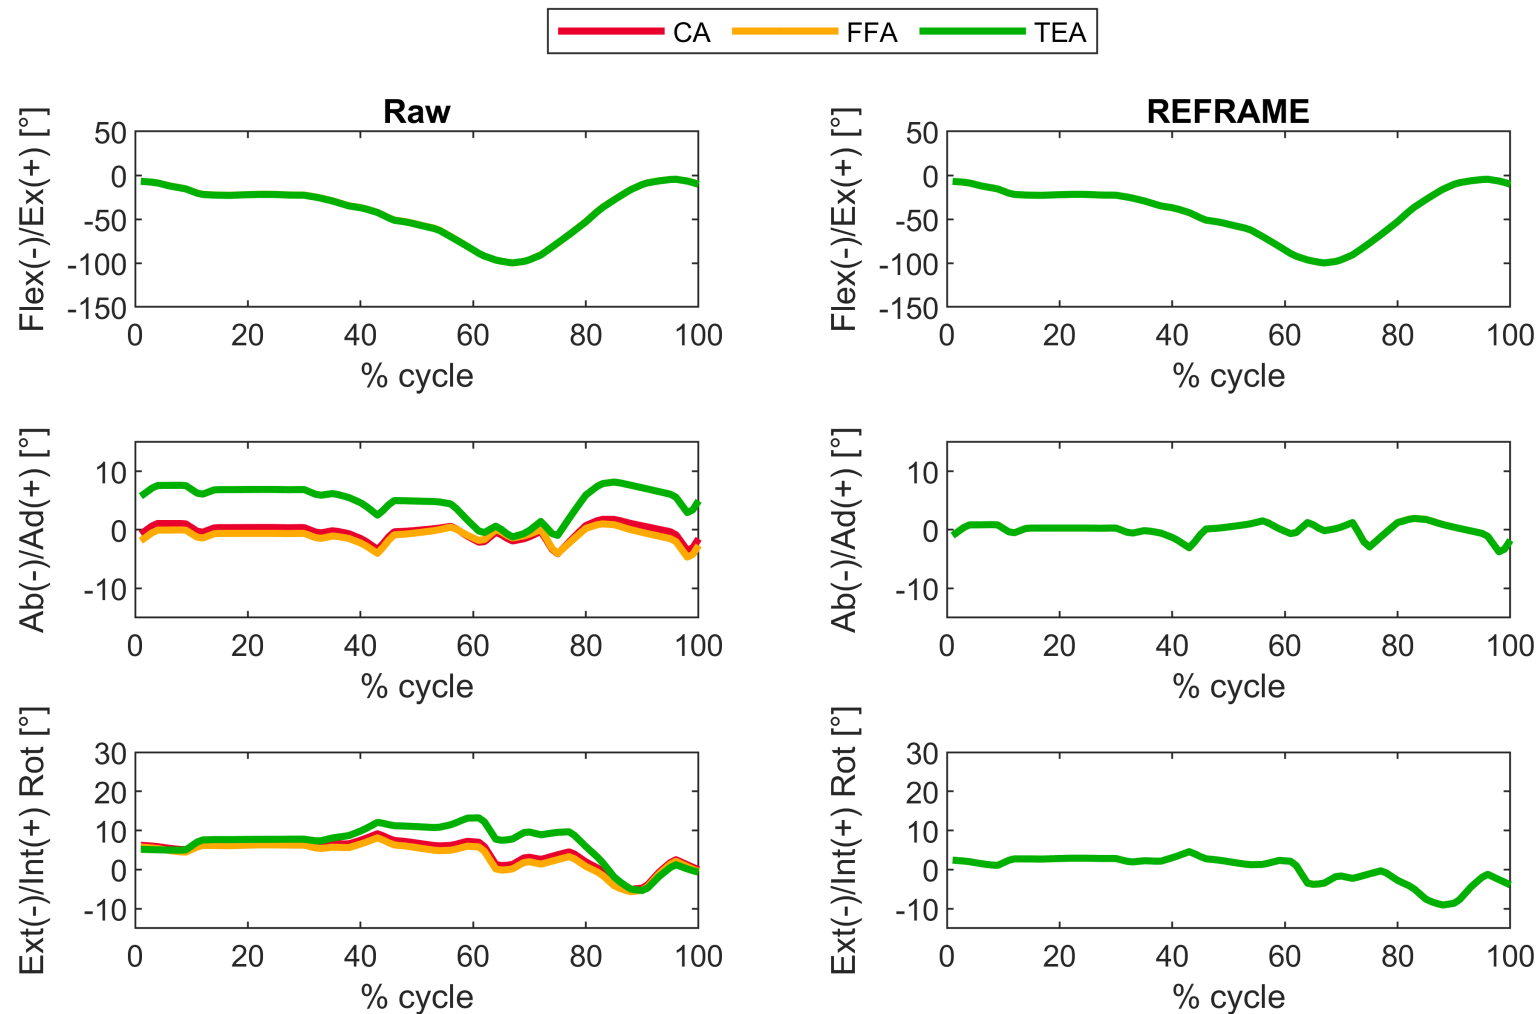 CA FFA TEA
Raw
Flex(-)/Ex(+) [°]
50
0
-50
-100
-150
0 20 40 60 80 100
% cycle
REFRAME
Flex(-)/Ex(+) [°]
50
0
-50
-100
-150
0 20 40 60 80 100
% cycle
Ab(-)/Ad(+) [°]
10
0
-10
0 20 40 60 80 100
% cycle
Ab(-)/Ad(+) [°]
10
0
-10
0 20 40 60 80 100
% cycle
Ext(-)/Int(+) Rot [°]
30
20
10
0
-10
0 20 40 60 80 100
% cycle
Ext(-)/Int(+) Rot [°]
30
20
10
0
-10
0 20 40 60 80 100
% cycle